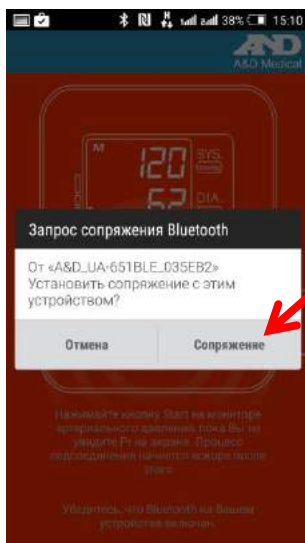 38% 15:10
AND
A&D Medical
M
120 SYS.
62 DIA.
Запрос сопряжения Bluetooth
От «A&D_UA-651BLE_035EB2»
Установить сопряжение с этим
устройством?
Отмена Сопряжение
Нажимайте кнопку Start на мониторе
артериального давления, пока Вы не
увидите Pr на экране. Процесс
подсоединения начнется вскоре после
этого.
Убедитесь, что Bluetooth на Вашем
устройстве включен.